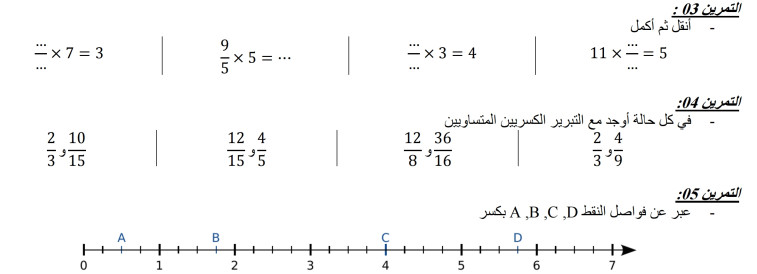 التمرين 03 :
- أنقل ثم أكمل
11 × .../... = 5 | .../... × 3 = 4 | 9/5 × 5 = ... | .../... × 7 = 3
التمرين 04:
- في كل حالة أوجد مع التبرير الكسريين المتساويين
2/3 و 4/9 | 12/8 و 36/16 | 12/15 و 4/5 | 2/3 و 10/15
التمرين 05:
- عبر عن فواصل النقط A ,B ,C ,D بكسر
A B C D
0 1 2 3 4 5 6 7